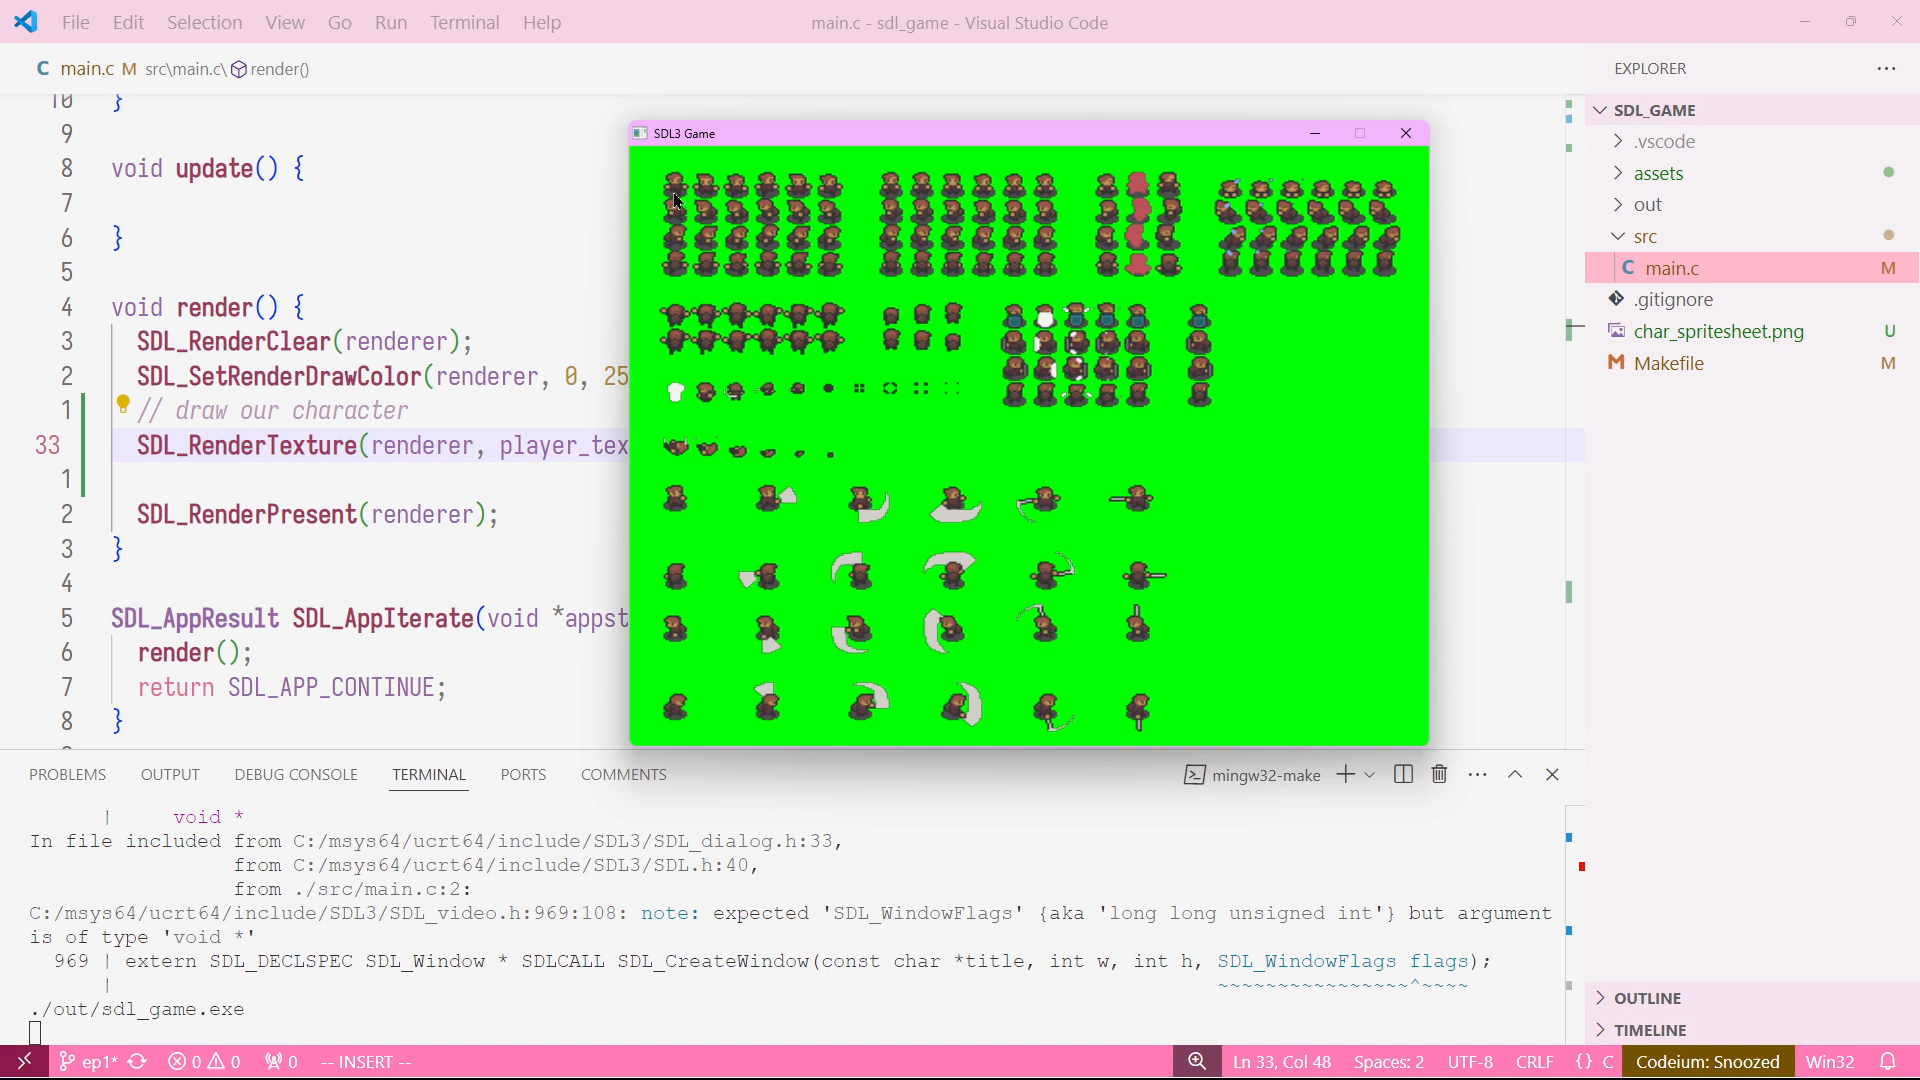 File Edit Selection View Go Run Terminal Help
main.c - sdl_game - Visual Studio Code
C main.c M src\main.c\ render()
10 }
9
8 void update() {
7
6 }
5
4 void render() {
3 SDL_RenderClear(renderer);
2 SDL_SetRenderDrawColor(renderer, 0, 25
1 // draw our character
33 SDL_RenderTexture(renderer, player_tex
1
2 SDL_RenderPresent(renderer);
3 }
4
5 SDL_AppResult SDL_AppIterate(void *appst
6 render();
7 return SDL_APP_CONTINUE;
8 }
SDL3 Game
EXPLORER
SDL_GAME
.vscode
assets
out
src
C main.c M
.gitignore
char_spritesheet.png U
Makefile M
PROBLEMS OUTPUT DEBUG CONSOLE TERMINAL PORTS COMMENTS
mingw32-make
| void *
In file included from C:/msys64/ucrt64/include/SDL3/SDL_dialog.h:33,
from C:/msys64/ucrt64/include/SDL3/SDL.h:40,
from ./src/main.c:2:
C:/msys64/ucrt64/include/SDL3/SDL_video.h:969:108: note: expected 'SDL_WindowFlags' {aka 'long long unsigned int'} but argument
is of type 'void *'
969 | extern SDL_DECLSPEC SDL_Window * SDLCALL SDL_CreateWindow(const char *title, int w, int h, SDL_WindowFlags flags);
| ~~~~~~~~~~~~~~~~^~~~~
./out/sdl_game.exe
OUTLINE
TIMELINE
ep1* 0 0 0 -- INSERT --
Ln 33, Col 48 Spaces: 2 UTF-8 CRLF {} C Codeium: Snoozed Win32